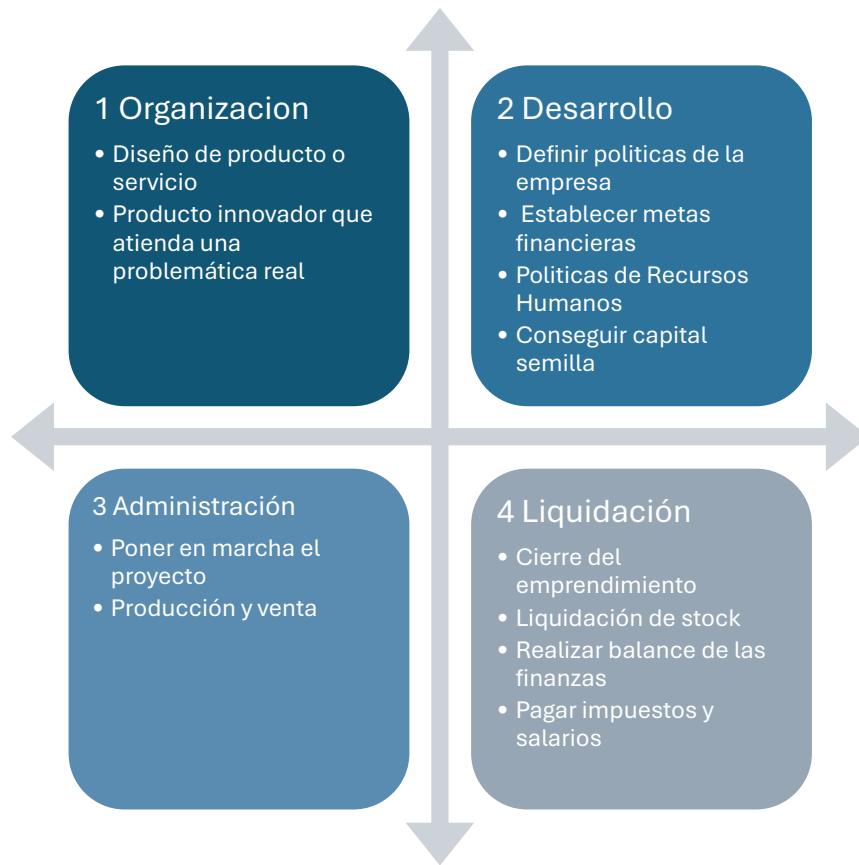 1 Organizacion
• Diseño de producto o
servicio
• Producto innovador que
atienda una
problemática real
2 Desarrollo
• Definir politicas de la
empresa
• Establecer metas
financieras
• Politicas de Recursos
Humanos
• Conseguir capital
semilla
3 Administración
• Poner en marcha el
proyecto
• Producción y venta
4 Liquidación
• Cierre del
emprendimiento
• Liquidación de stock
• Realizar balance de las
finanzas
• Pagar impuestos y
salarios